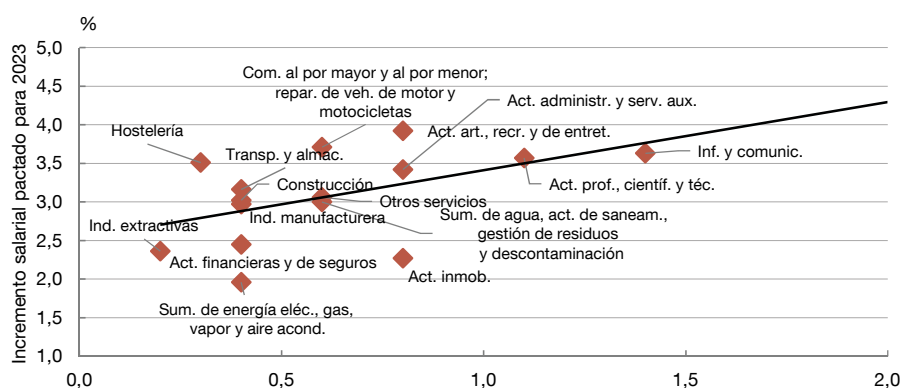 %
Incremento salarial pactado para 2023
5,0
4,5
4,0
3,5
3,0
2,5
2,0
1,5
1,0
Com. al por mayor y al por menor;
repar. de veh. de motor y
motocicletas
Act. administr. y serv. aux.
Hostelería
Act. art., recr. y de entret.
Transp. y almac.
Inf. y comunic.
Construcción
Act. prof., científ. y téc.
Otros servicios
Ind. manufacturera
Sum. de agua, act. de saneam.,
gestión de residuos
y descontaminación
Ind. extractivas
Act. financieras y de seguros
Act. inmob.
Sum. de energía eléc., gas,
vapor y aire acond.
0,0
0,5
1,0
1,5
2,0